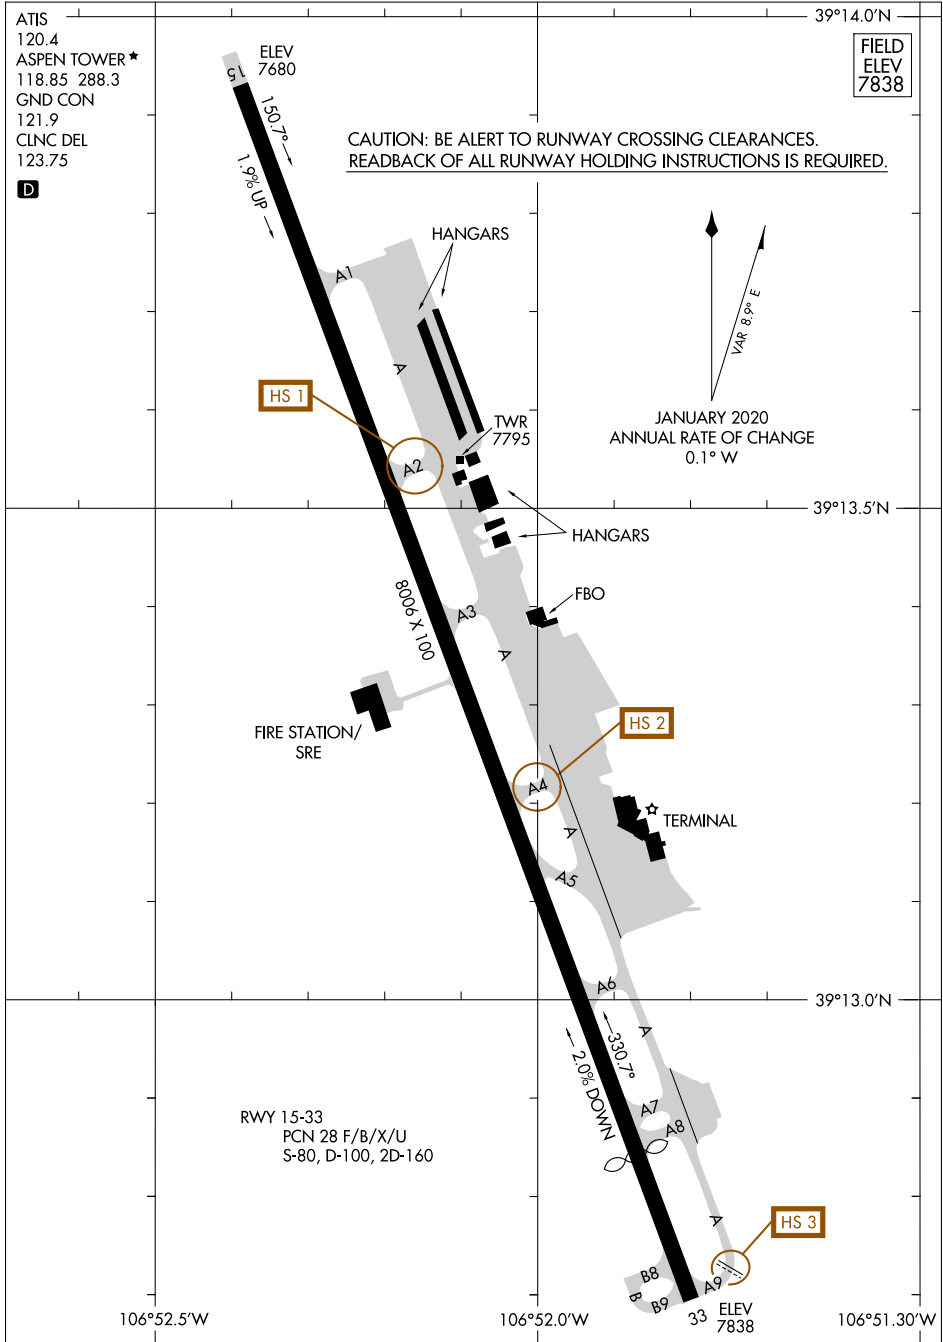 ATIS
120.4
ASPEN TOWER ★
118.85 288.3
GND CON
121.9
CLNC DEL
123.75
D
39°14.0'N
FIELD
ELEV
7838
15
ELEV
7680
150.7°
1.9% UP
CAUTION: BE ALERT TO RUNWAY CROSSING CLEARANCES.
READBACK OF ALL RUNWAY HOLDING INSTRUCTIONS IS REQUIRED.
HANGARS
A1
VAR 8.9° E
A
HS 1
JANUARY 2020
ANNUAL RATE OF CHANGE
0.1° W
TWR
7795
A2
39°13.5'N
HANGARS
FBO
8006 X 100
A3
A
FIRE STATION/
SRE
HS 2
A4
TERMINAL
A
A5
A6
39°13.0'N
A
330.7°
2.0% DOWN
RWY 15-33
PCN 28 F/B/X/U
S-80, D-100, 2D-160
A7
A8
A
HS 3
B8
A9
B
B9
33
ELEV
7838
106°52.5'W
106°52.0'W
106°51.30'W